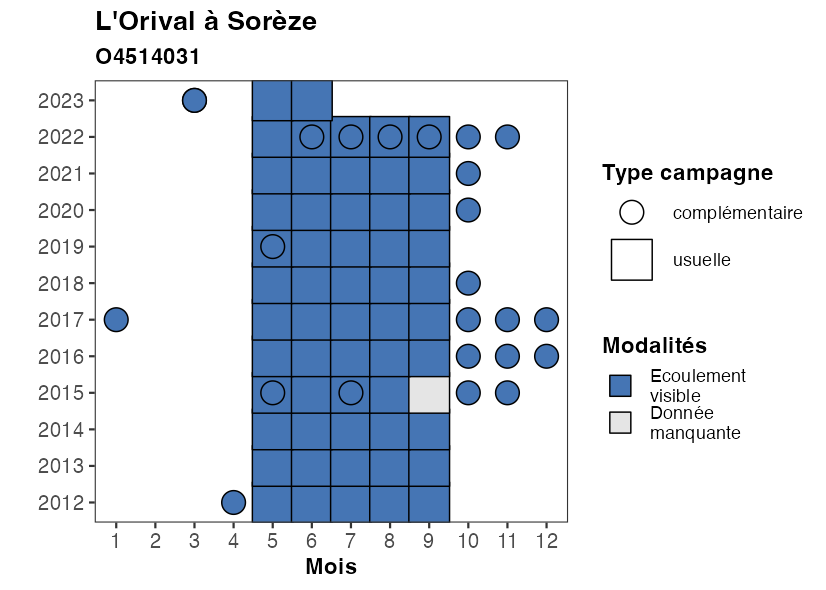 L'Orival à Sorèze
O4514031
2023
2022
2021
2020
2019
2018
2017
2016
2015
2014
2013
2012
1 2 3 4 5 6 7 8 9 10 11 12
Mois
Type campagne
complémentaire
usuelle
Modalités
Ecoulement
visible
Donnée
manquante